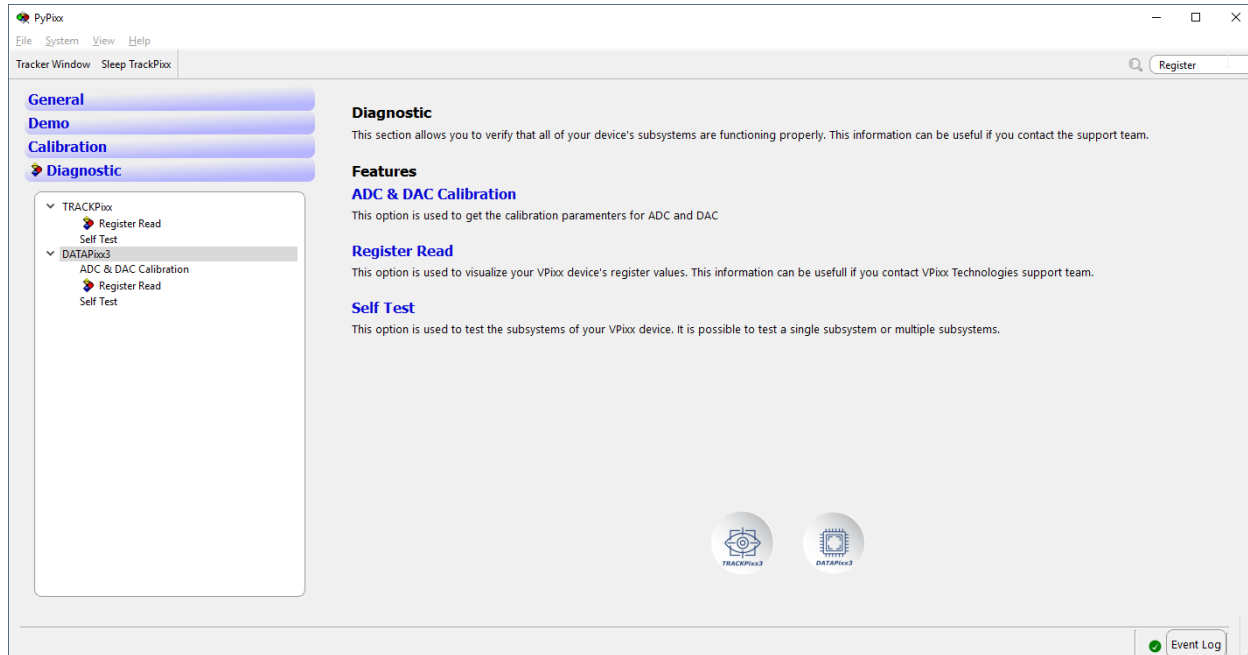 PyPixx
File System View Help
Tracker Window Sleep TrackPixx
Register
General
Demo
Calibration
Diagnostic
TRACKPixx
Register Read
Self Test
DATAPixx3
ADC & DAC Calibration
Register Read
Self Test
Diagnostic
This section allows you to verify that all of your device's subsystems are functioning properly. This information can be useful if you contact the support team.
Features
ADC & DAC Calibration
This option is used to get the calibration paramenters for ADC and DAC
Register Read
This option is used to visualize your VPixx device's register values. This information can be usefull if you contact VPixx Technologies support team.
Self Test
This option is used to test the subsystems of your VPixx device. It is possible to test a single subsystem or multiple subsystems.
TRACKPixx3
DATAPixx3
Event Log